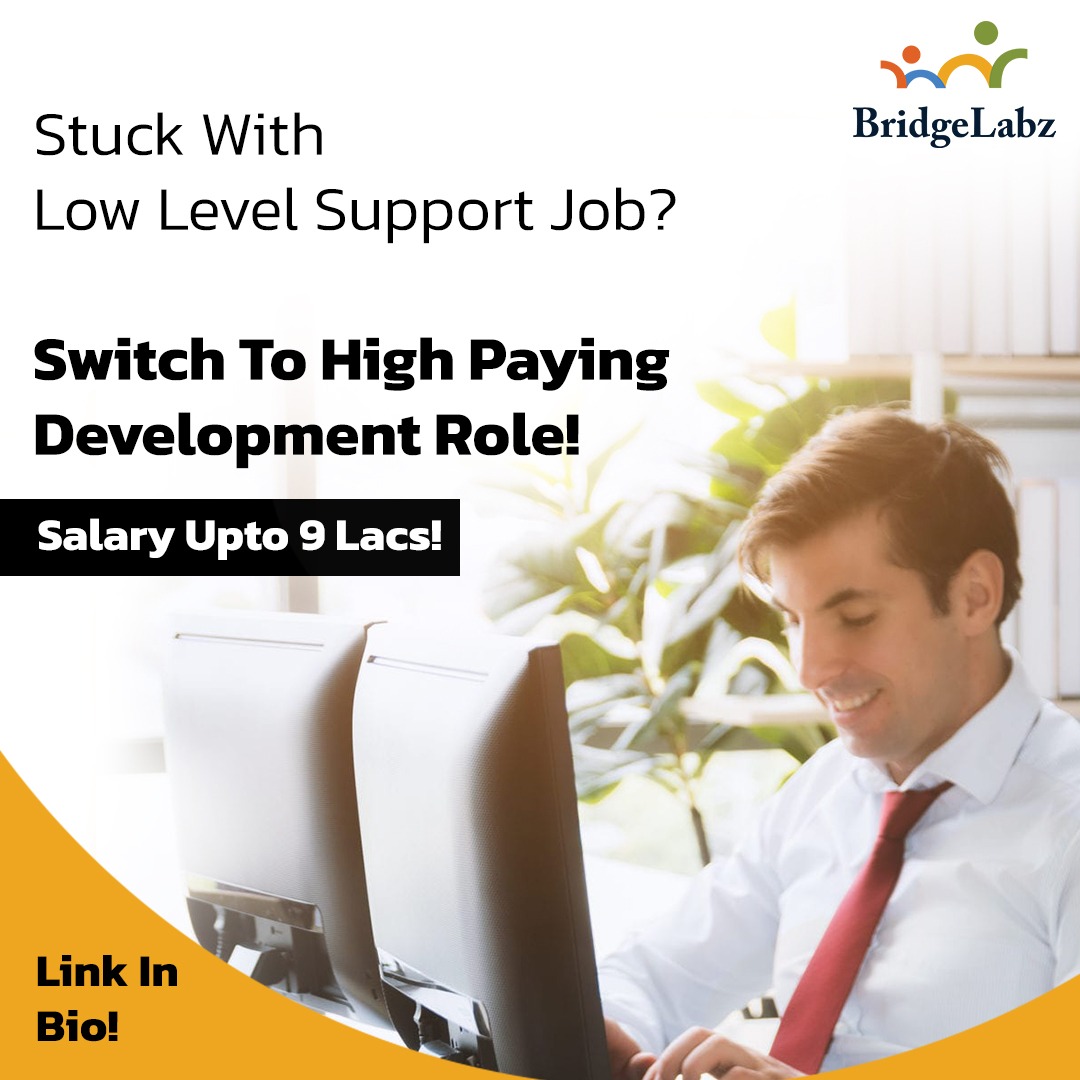 BridgeLabz
Stuck With
Low Level Support Job?
Switch To High Paying
Development Role!
Salary Upto 9 Lacs!
Link In
Bio!